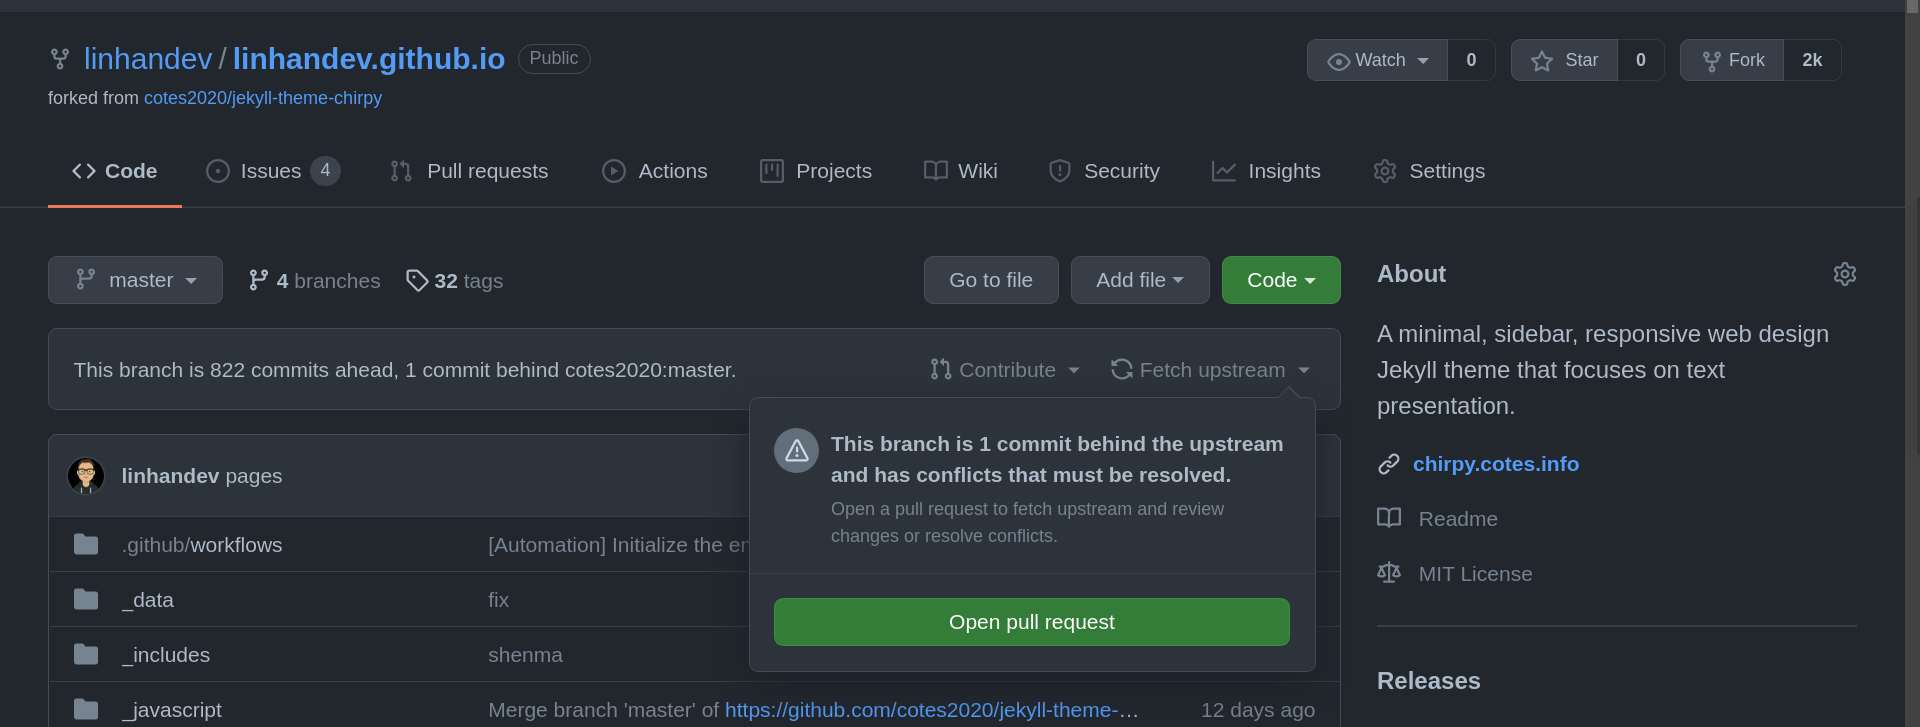 linhandev / linhandev.github.io Public
Watch 0 Star 0 Fork 2k
forked from cotes2020/jekyll-theme-chirpy
Code Issues 4 Pull requests Actions Projects Wiki Security Insights Settings
master 4 branches 32 tags Go to file Add file Code
This branch is 822 commits ahead, 1 commit behind cotes2020:master. Contribute Fetch upstream
This branch is 1 commit behind the upstream
and has conflicts that must be resolved.
Open a pull request to fetch upstream and review
changes or resolve conflicts.
Open pull request
linhandev pages
.github/workflows [Automation] Initialize the en
_data fix
_includes shenma
_javascript Merge branch 'master' of https://github.com/cotes2020/jekyll-theme-… 12 days ago
About
A minimal, sidebar, responsive web design
Jekyll theme that focuses on text
presentation.
chirpy.cotes.info
Readme
MIT License
Releases